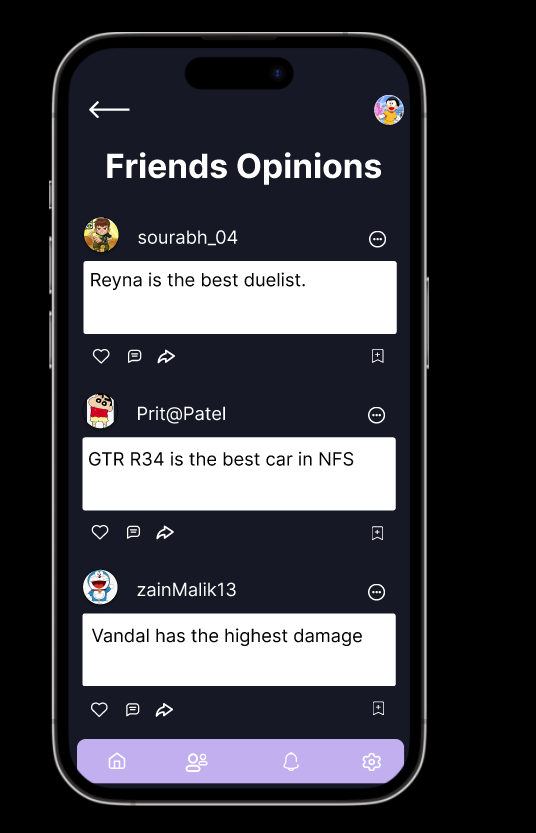 Friends Opinions
sourabh_04
Reyna is the best duelist.
Prit@Patel
GTR R34 is the best car in NFS
zainMalik13
Vandal has the highest damage